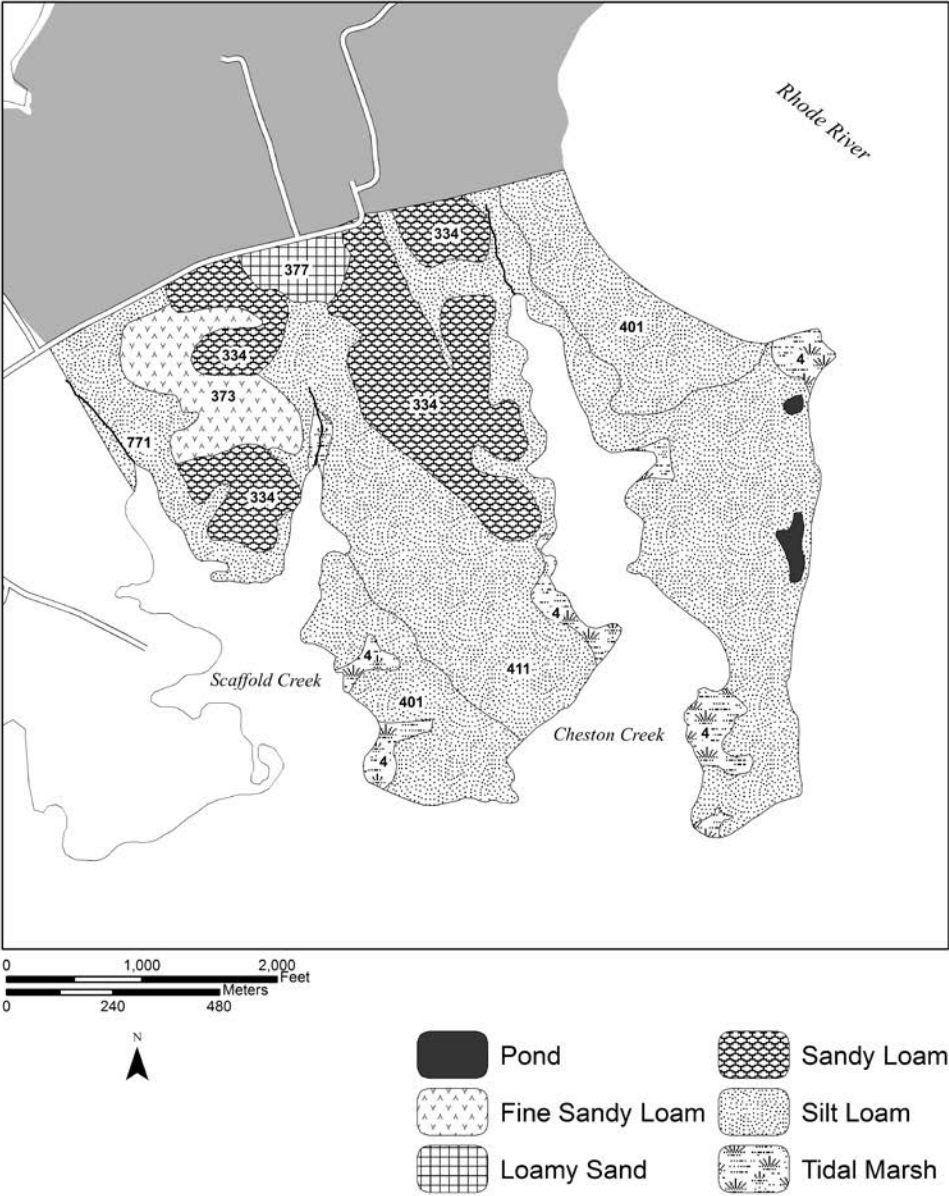 Rhode River
334
377
401
334
4
373
334
771
334
4
4
411
Scaffold Creek
401
Cheston Creek
4
4
0 1,000 2,000
Feet
Meters
0 240 480
N
Pond
Sandy Loam
Fine Sandy Loam
Silt Loam
Loamy Sand
Tidal Marsh